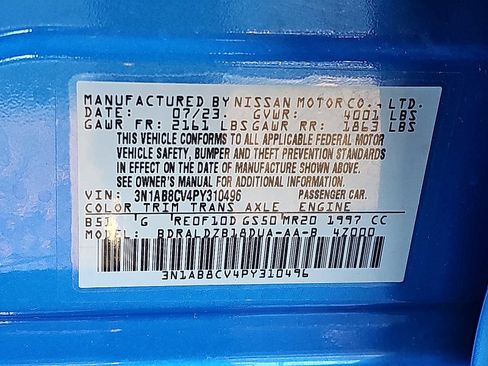 MANUFACTURED BY NISSAN MOTOR CO., LTD.
DATE: 07/23. GVWR: 4001 LBS
GAWR FR: 2161 LBS GAWR RR: 1863 LBS
THIS VEHICLE CONFORMS TO ALL APPLICABLE FEDERAL MOTOR
VEHICLE SAFETY, BUMPER AND THEFT PREVENTION STANDARDS
IN EFFECT ON THE DATE OF MANUFACTURE SHOWN ABOVE.
SEE OWNER'S MANUAL FOR ADDITIONAL INFORMATION.
VIN: 3N1AB8CV4PY310496 PASSENGER CAR.
COLOR TRIM TRANS AXLE ENGINE
B51 G RE0F10D GS50 MR20 1997 CC
MODEL: BDRALDZB18DUA-AA-B 4Z000
3N1AB8CV4PY310496